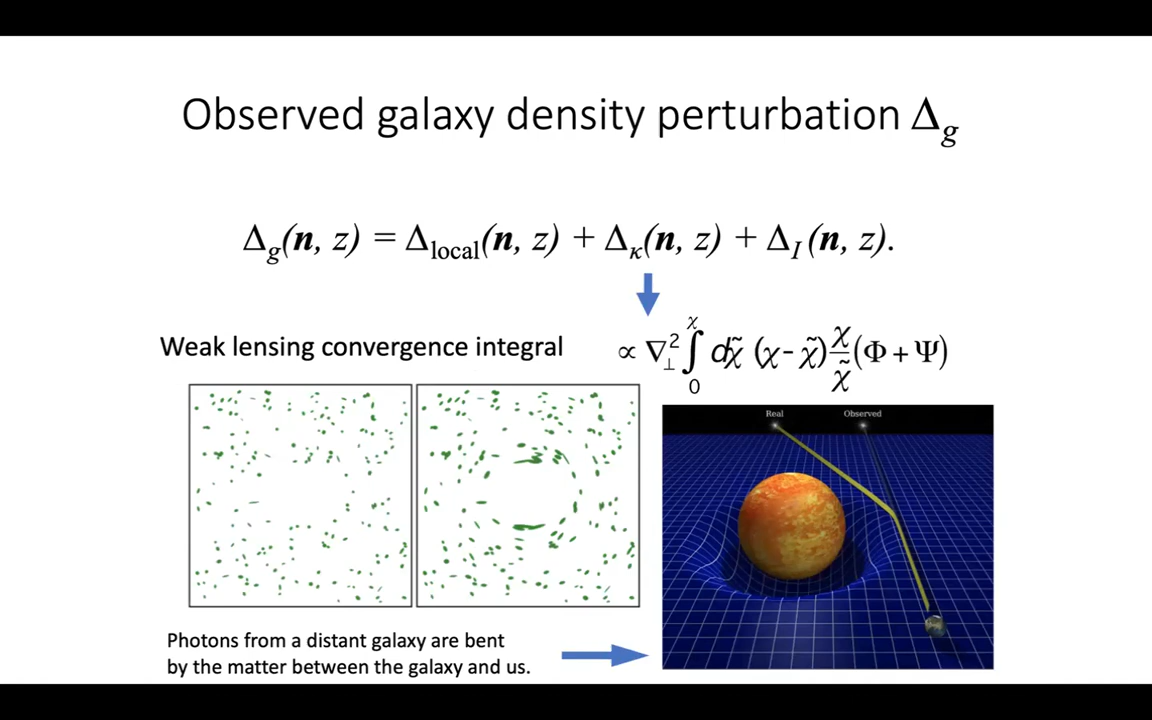 Observed galaxy density perturbation Δ_g
Δ_g(n, z) = Δ_local(n, z) + Δ_κ(n, z) + Δ_I(n, z).
Weak lensing convergence integral
∝ ∇_⊥^2 ∫_0^χ dχ̃ (χ-χ̃) χ/χ̃ (Φ + Ψ)
Real Observed
Photons from a distant galaxy are bent
by the matter between the galaxy and us.